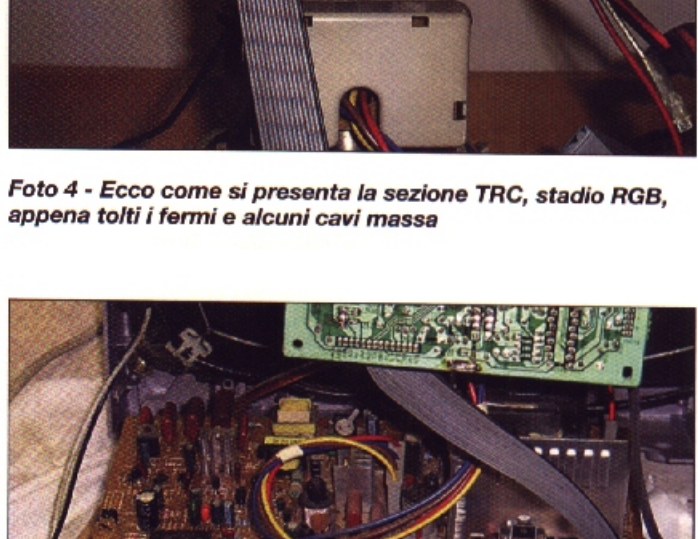 Foto 4 - Ecco come si presenta la sezione TRC, stadio RGB,
appena tolti i fermi e alcuni cavi massa